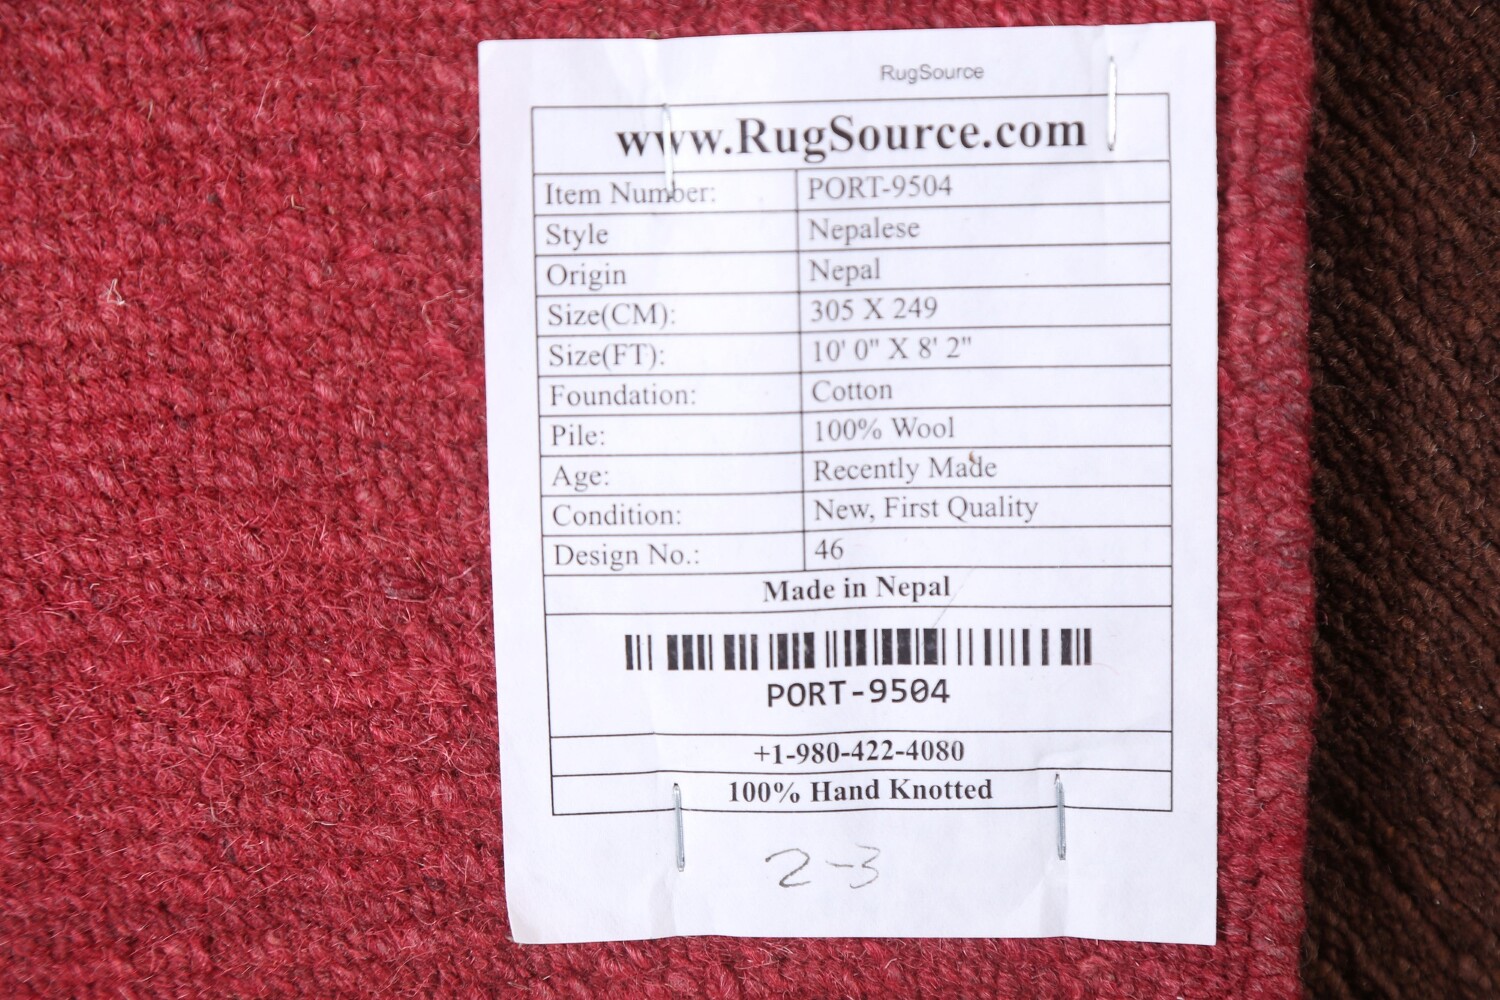 RugSource
www.RugSource.com
Item Number: PORT-9504
Style Nepalese
Origin Nepal
Size(CM): 305 X 249
Size(FT): 10' 0" X 8' 2"
Foundation: Cotton
Pile: 100% Wool
Age: Recently Made
Condition: New, First Quality
Design No.: 46
Made in Nepal
PORT-9504
+1-980-422-4080
100% Hand Knotted
2-3